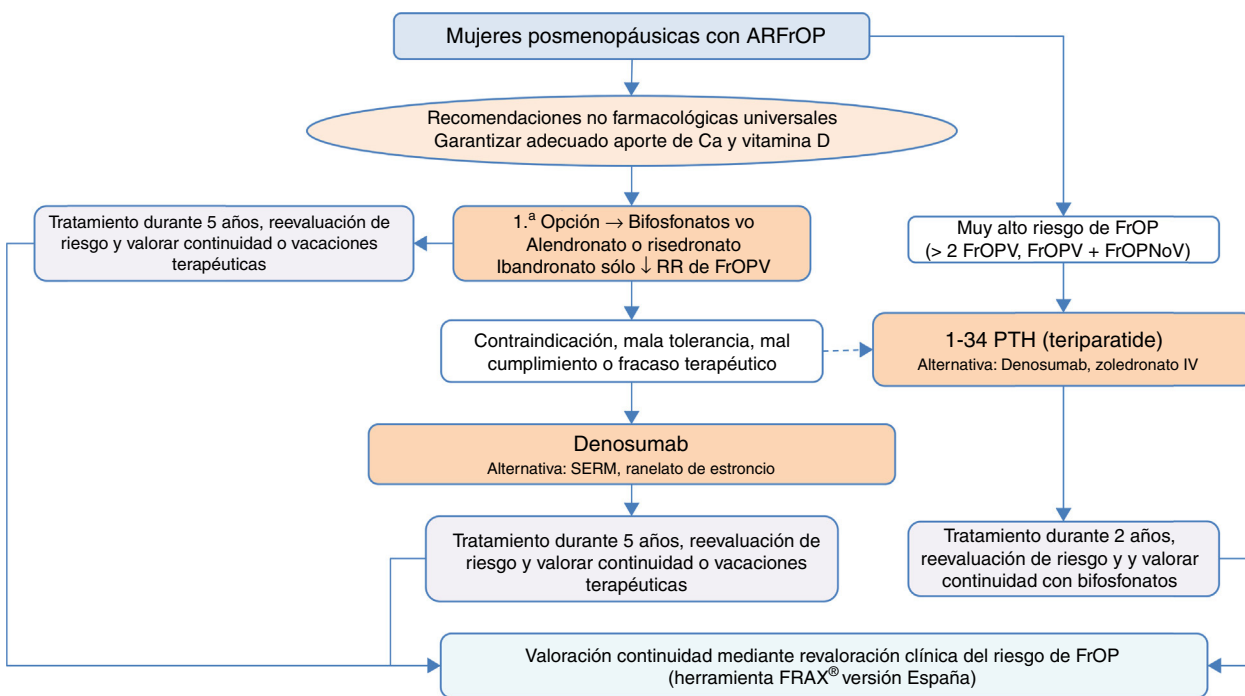 Mujeres posmenopáusicas con ARFrOP
Recomendaciones no farmacológicas universales
Garantizar adecuado aporte de Ca y vitamina D
Tratamiento durante 5 años, reevaluación de
riesgo y valorar continuidad o vacaciones
terapéuticas
1.ª Opción → Bifosfonatos vo
Alendronato o risedronato
Ibandronato sólo ↓ RR de FrOPV
Muy alto riesgo de FrOP
(> 2 FrOPV, FrOPV + FrOPNoV)
Contraindicación, mala tolerancia, mal
cumplimiento o fracaso terapéutico
1-34 PTH (teriparatide)
Alternativa: Denosumab, zoledronato IV
Denosumab
Alternativa: SERM, ranelato de estroncio
Tratamiento durante 5 años, reevaluación de
riesgo y valorar continuidad o vacaciones
terapéuticas
Tratamiento durante 2 años,
reevaluación de riesgo y y valorar
continuidad con bifosfonatos
Valoración continuidad mediante revaloración clínica del riesgo de FrOP
(herramienta FRAX® versión España)